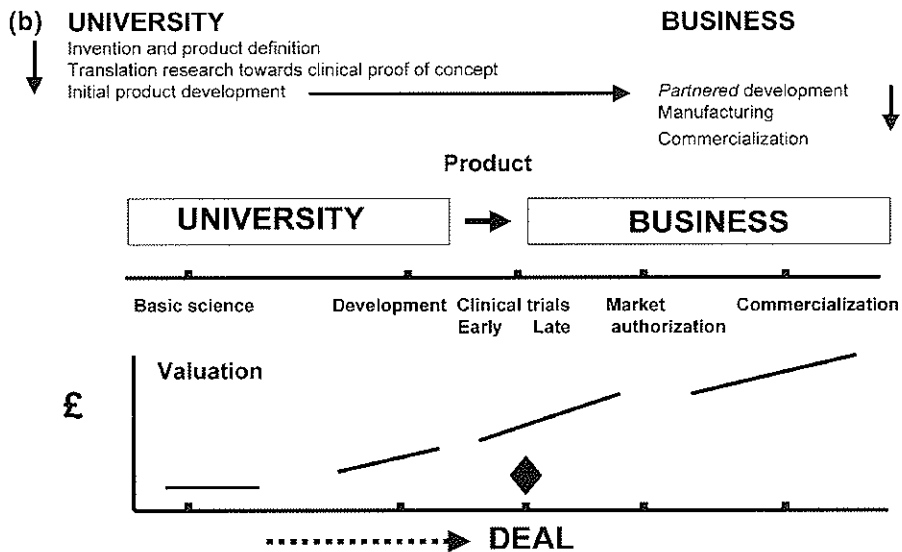 (b) UNIVERSITY BUSINESS
Invention and product definition
Translation research towards clinical proof of concept
Initial product development
Partnered development
Manufacturing
Commercialization
Product
UNIVERSITY BUSINESS
Basic science Development Clinical trials Market Commercialization
Early Late authorization
Valuation
£
DEAL